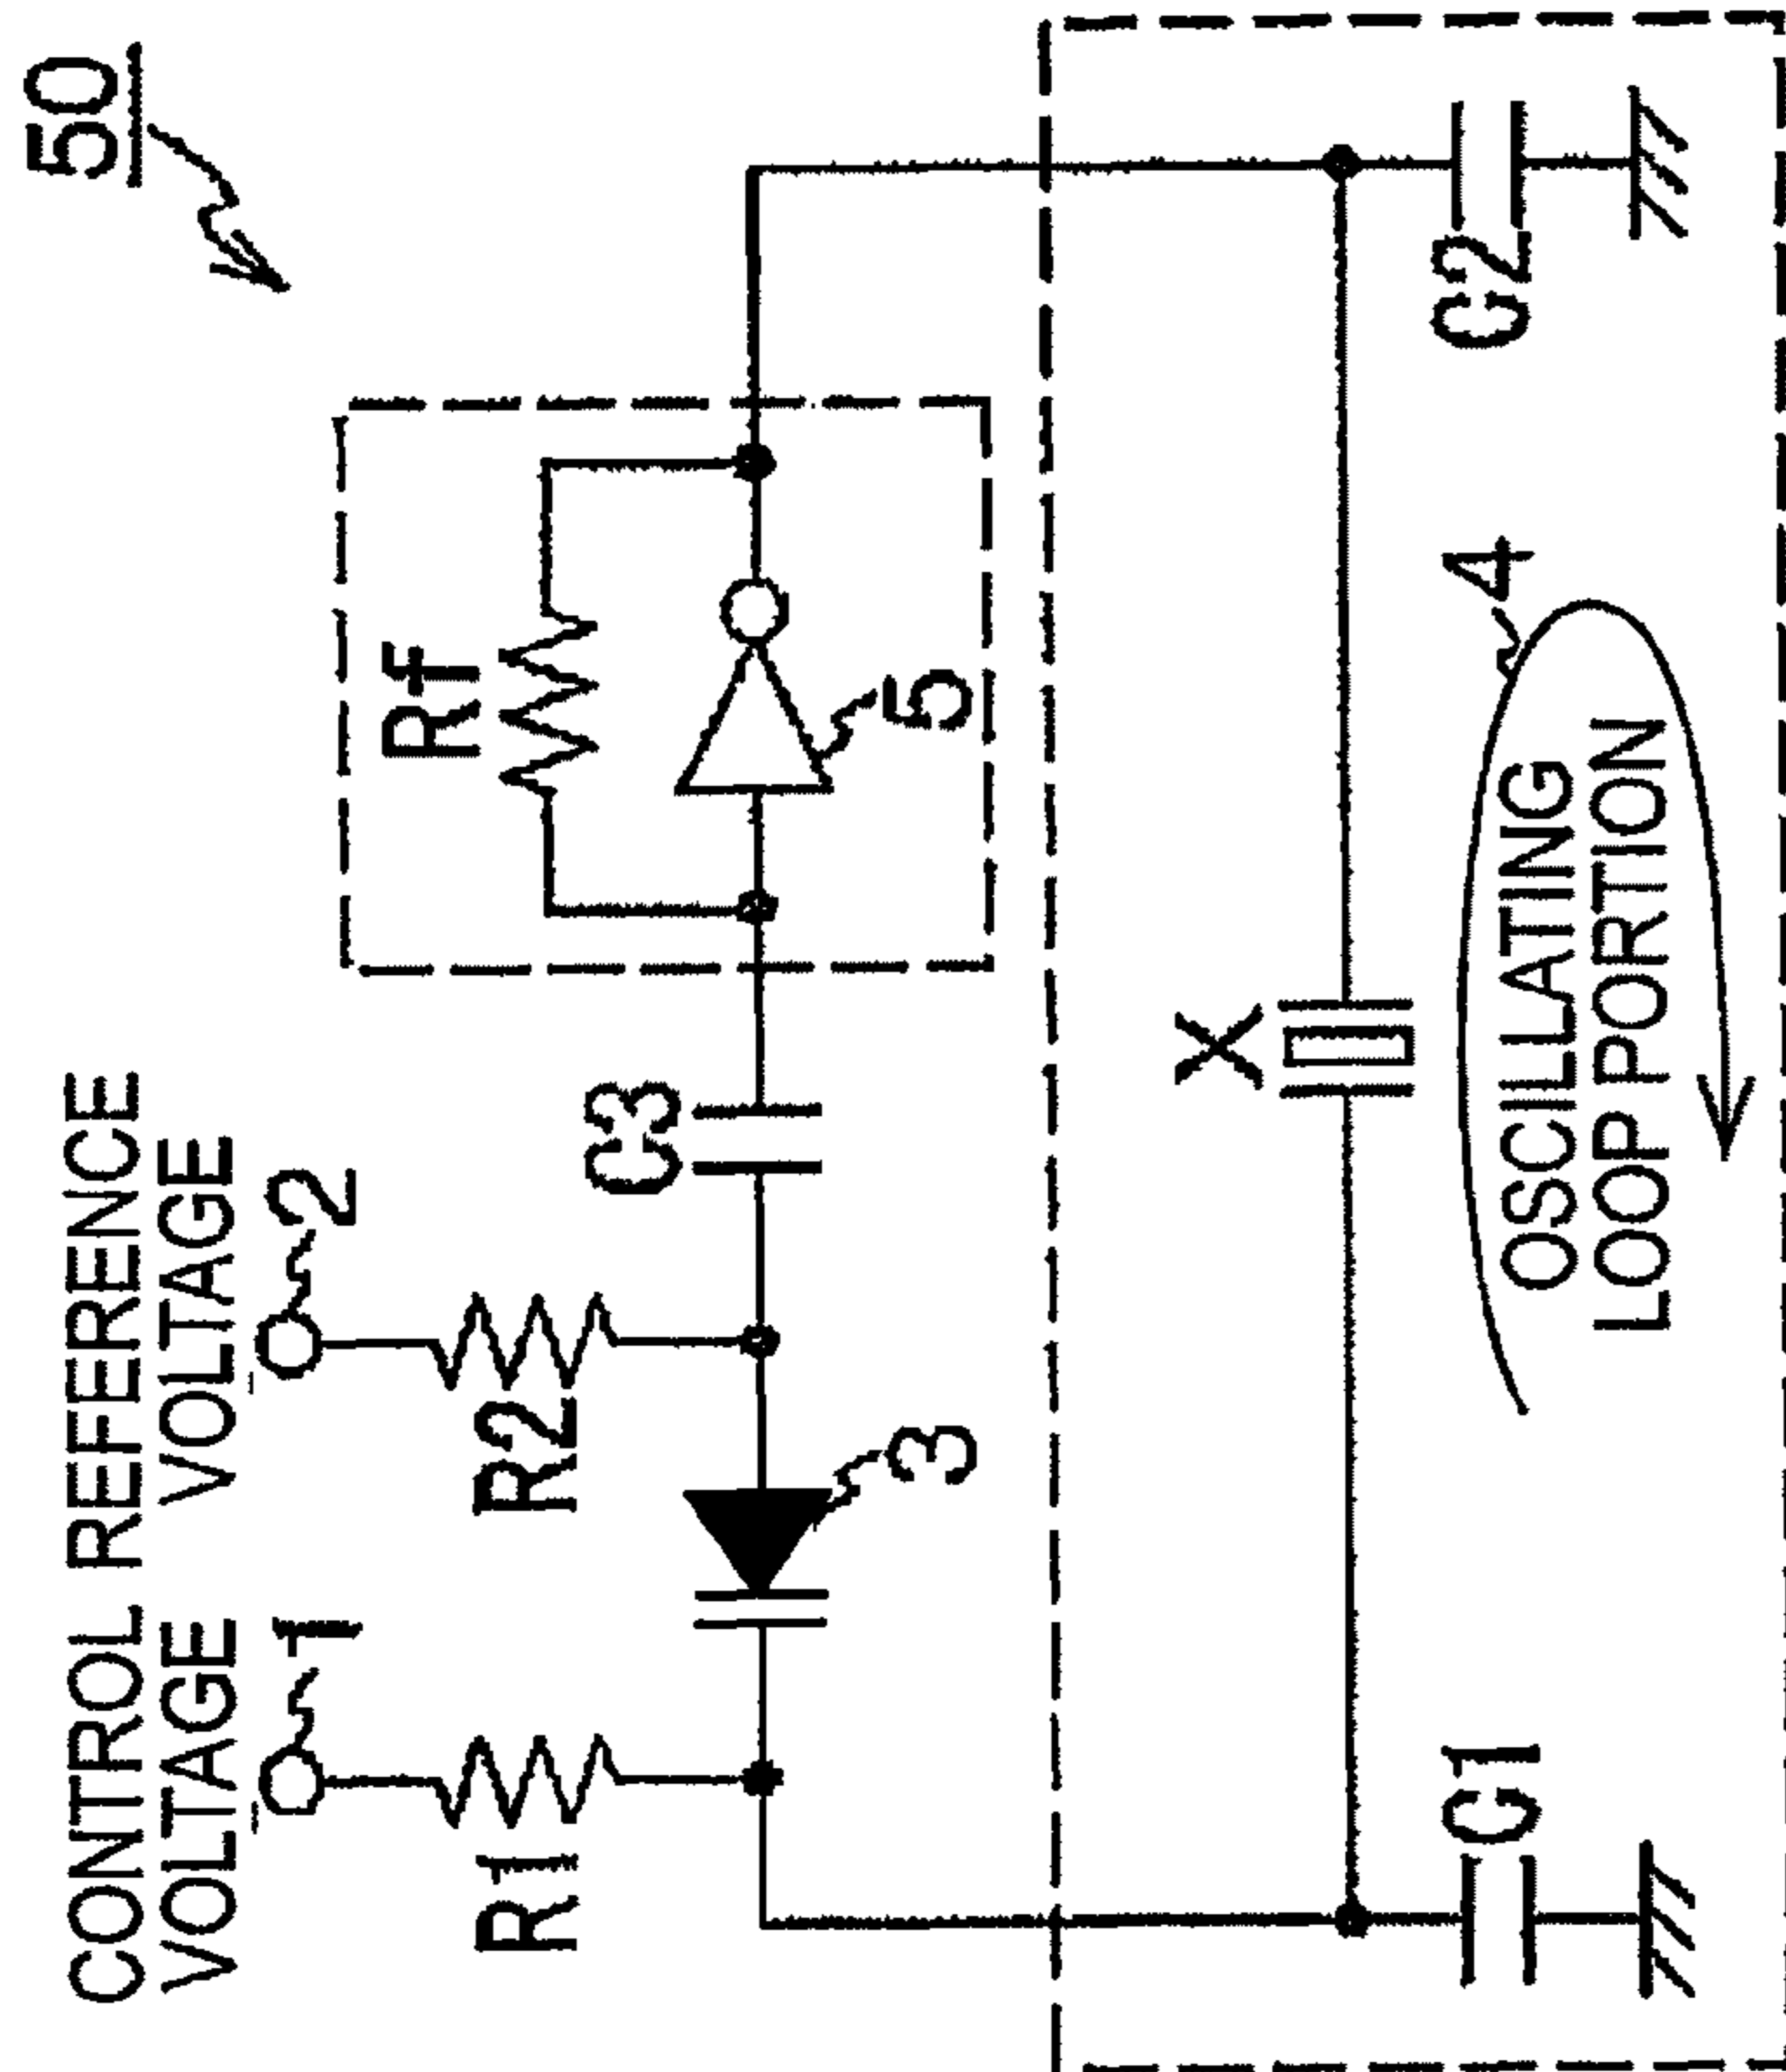 50
CONTROL
VOLTAGE
REFERENCE
VOLTAGE
1
2
R1
R2
C3
Rf
3
5
X
4
OSCILLATING
LOOP PORTION
C1
C2